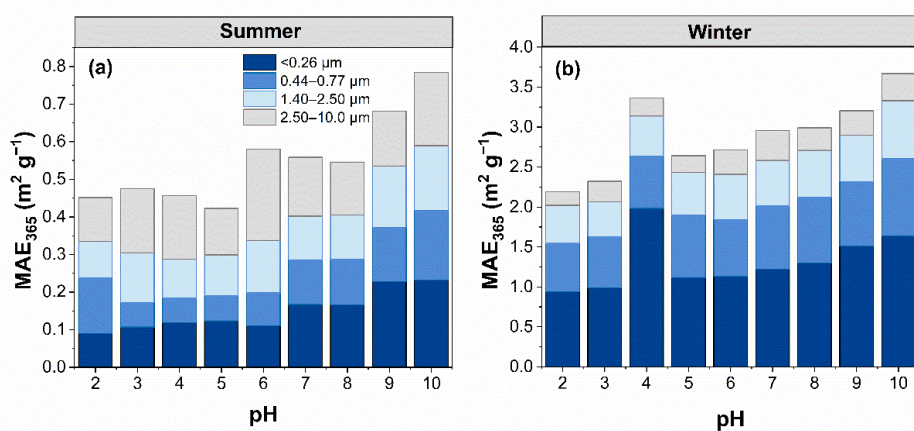 Summer
(a)
<0.26 µm
0.44–0.77 µm
1.40–2.50 µm
2.50–10.0 µm
MAE₃₆₅ (m² g⁻¹)
0.8
0.7
0.6
0.5
0.4
0.3
0.2
0.1
0.0
2 3 4 5 6 7 8 9 10
pH
Winter
(b)
MAE₃₆₅ (m² g⁻¹)
4.0
3.5
3.0
2.5
2.0
1.5
1.0
0.5
0.0
2 3 4 5 6 7 8 9 10
pH